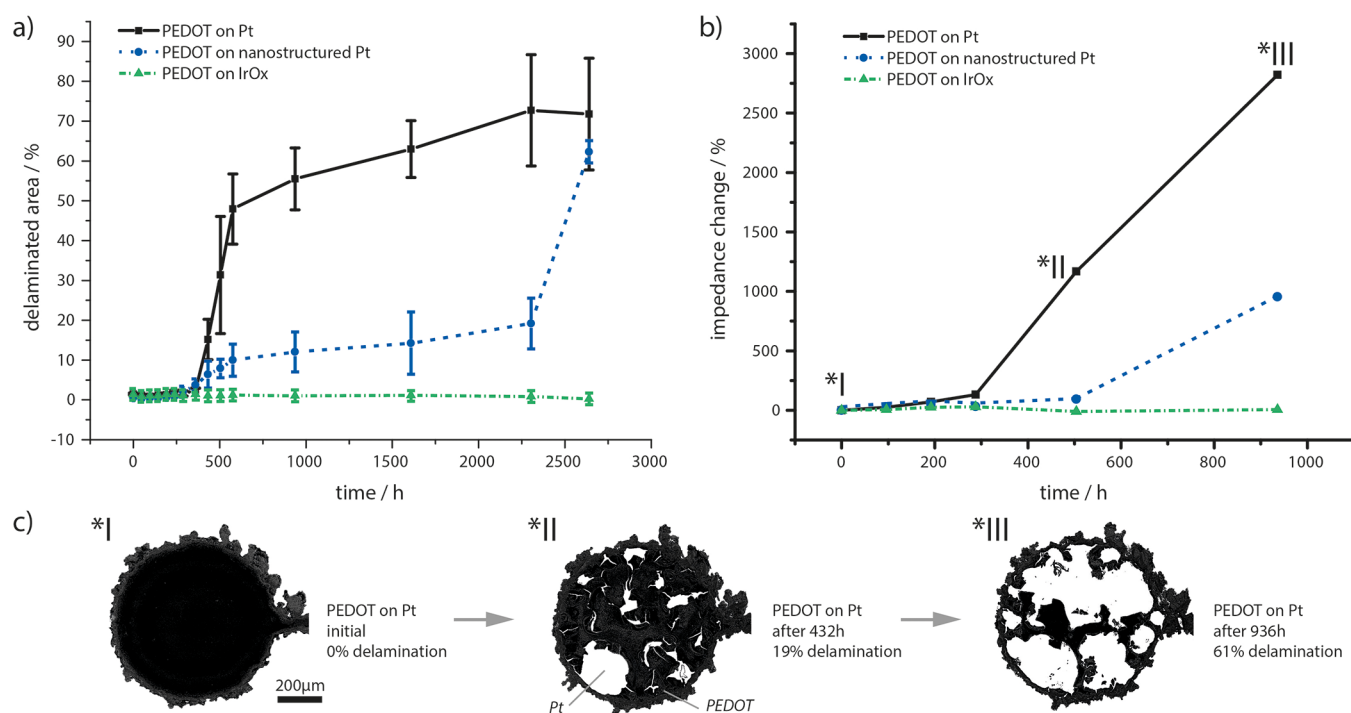 a)
PEDOT on Pt
PEDOT on nanostructured Pt
PEDOT on IrOx
90
80
70
60
50
40
30
20
10
0
-10
delaminated area / %
0
500
1000
1500
2000
2500
3000
time / h
b)
PEDOT on Pt
PEDOT on nanostructured Pt
PEDOT on IrOx
3000
2500
2000
1500
1000
500
0
impedance change / %
*III
*II
*I
0
200
400
600
800
1000
time / h
c)
*I
PEDOT on Pt
initial
0% delamination
200μm
*II
Pt
PEDOT
PEDOT on Pt
after 432h
19% delamination
*III
PEDOT on Pt
after 936h
61% delamination